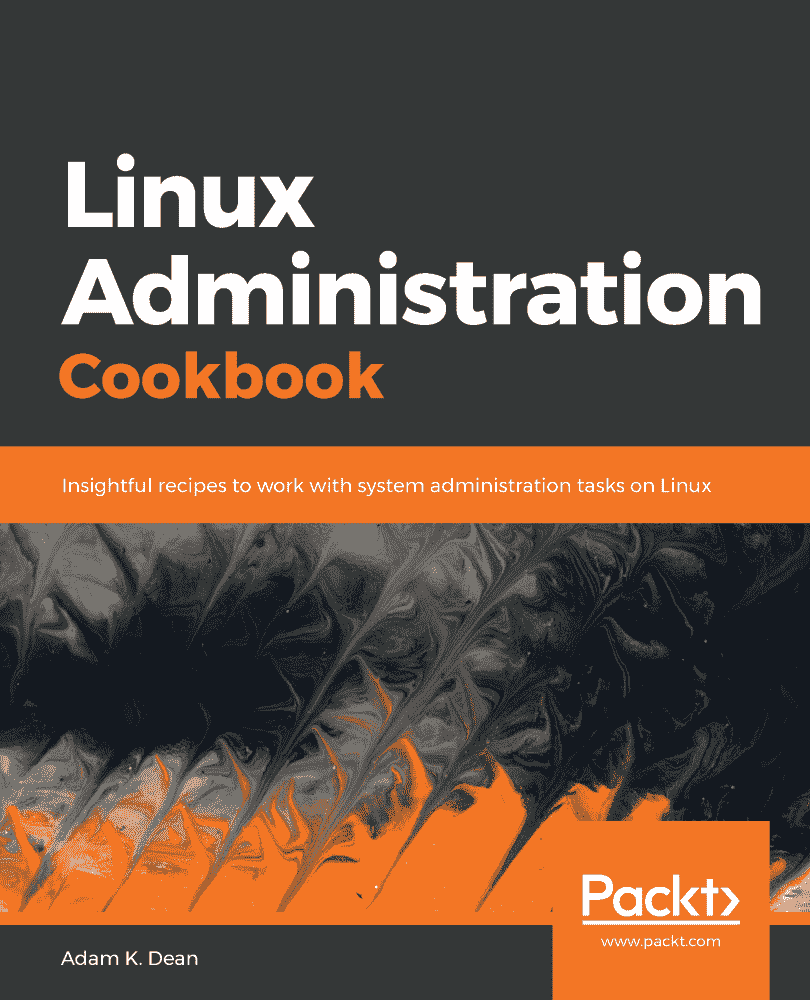 Linux
Administration
Cookbook
Insightful recipes to work with system administration tasks on Linux
Packt>
www.packt.com
Adam K. Dean